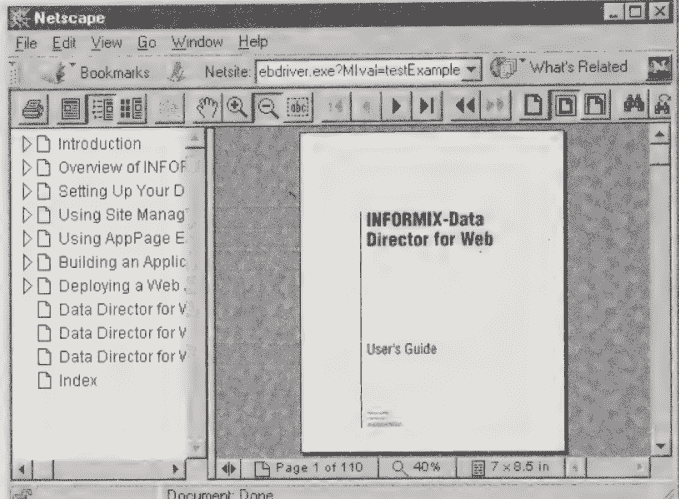 Netscape
File Edit View Go Window Help
Bookmarks Netsite: ebdriver.exe?MIval=testExample What's Related
abc
Introduction
Overview of INFOF
Setting Up Your D
Using Site Manag
Using AppPage E
Building an Applic
Deploying a Web
Data Director for V
Data Director for V
Data Director for V
Index
INFORMIX-Data
Director for Web
User's Guide
Page 1 of 110 40% 7 x 8.5 in
Document: Done